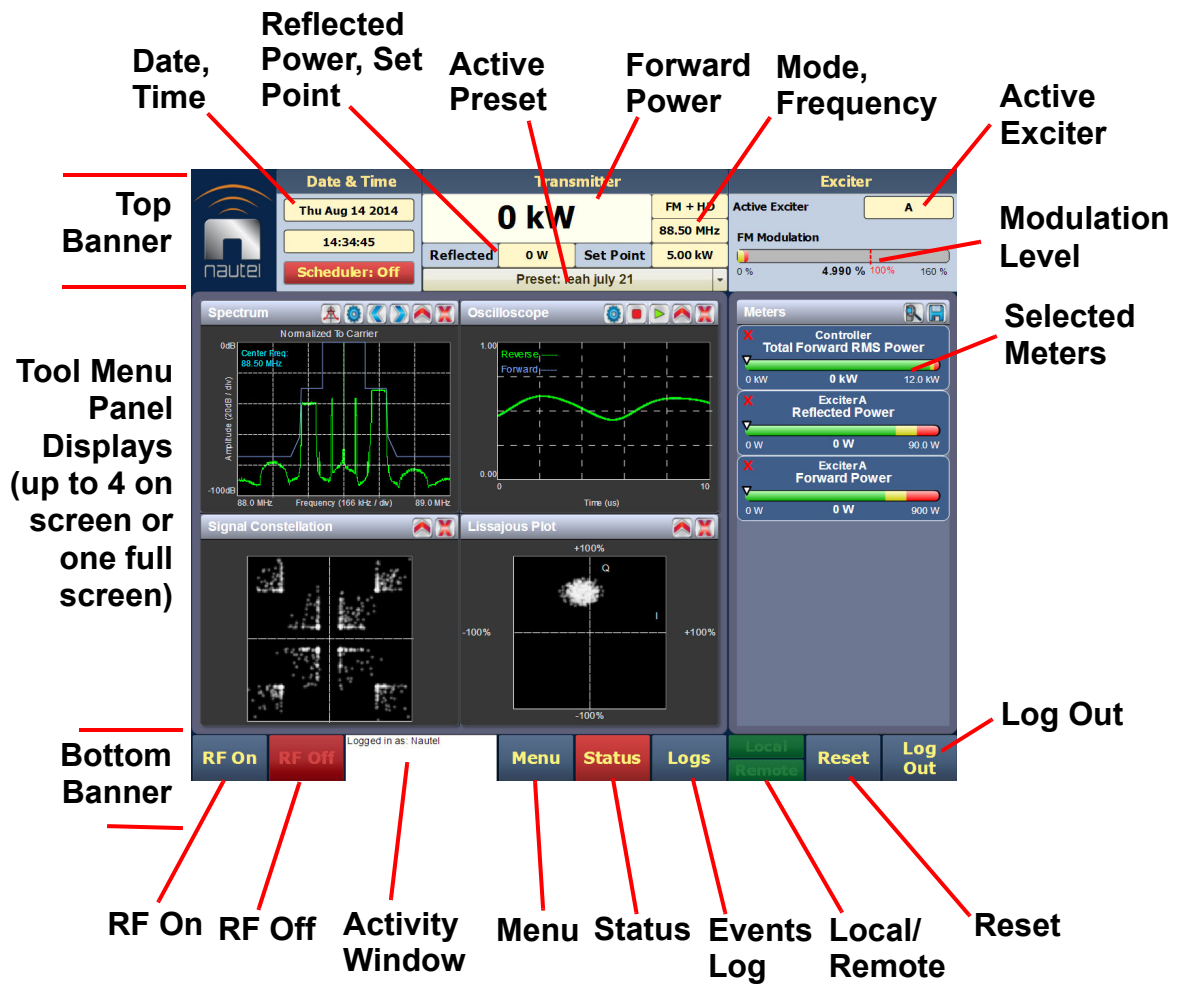 Reflected
Power, Set
Point
Date,
Time
Active
Preset
Forward
Power
Mode,
Frequency
Active
Exciter
Top
Banner
Modulation
Level
Selected
Meters
Tool Menu
Panel
Displays
(up to 4 on
screen or
one full
screen)
Log Out
Bottom
Banner
nautel
Date & Time
Thu Aug 14 2014
14:34:45
Scheduler: Off
Transmitter
0 kW
FM + HD
88.50 MHz
Reflected 0 W Set Point 5.00 kW
Preset: leah july 21
Exciter
Active Exciter A
FM Modulation
0 % 4.990 % 100% 160 %
Spectrum
Normalized To Carrier
0dB
Center Freq:
88.50 MHz
Amplitude (20dB / div)
-100dB
88.0 MHz Frequency (166 kHz / div) 89.0 MHz
Oscilloscope
1.00
Reverse
Forward
0.00
0 10
Time (us)
Signal Constellation
Lissajous Plot
+100%
Q
I
-100% +100%
-100%
Meters
Controller
Total Forward RMS Power
0 kW 0 kW 12.0 kW
Exciter A
Reflected Power
0 W 0 W 90.0 W
Exciter A
Forward Power
0 W 0 W 900 W
RF On
RF Off
Logged in as: Nautel
Menu
Status
Logs
Local
Remote
Reset
Log
Out
RF On
RF Off
Activity
Window
Menu
Status
Events
Log
Local/
Remote
Reset